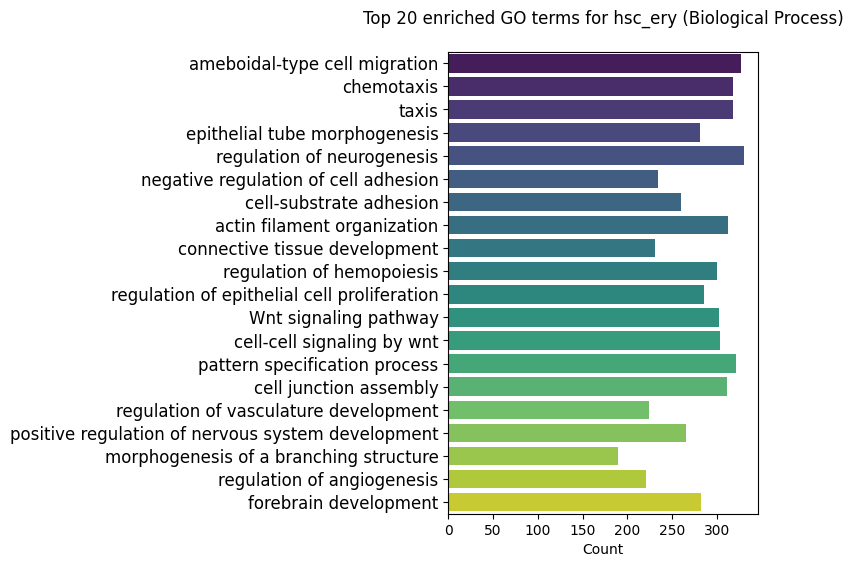 Top 20 enriched GO terms for hsc_ery (Biological Process)
ameboidal-type cell migration
chemotaxis
taxis
epithelial tube morphogenesis
regulation of neurogenesis
negative regulation of cell adhesion
cell-substrate adhesion
actin filament organization
connective tissue development
regulation of hemopoiesis
regulation of epithelial cell proliferation
Wnt signaling pathway
cell-cell signaling by wnt
pattern specification process
cell junction assembly
regulation of vasculature development
positive regulation of nervous system development
morphogenesis of a branching structure
regulation of angiogenesis
forebrain development
0 50 100 150 200 250 300
Count